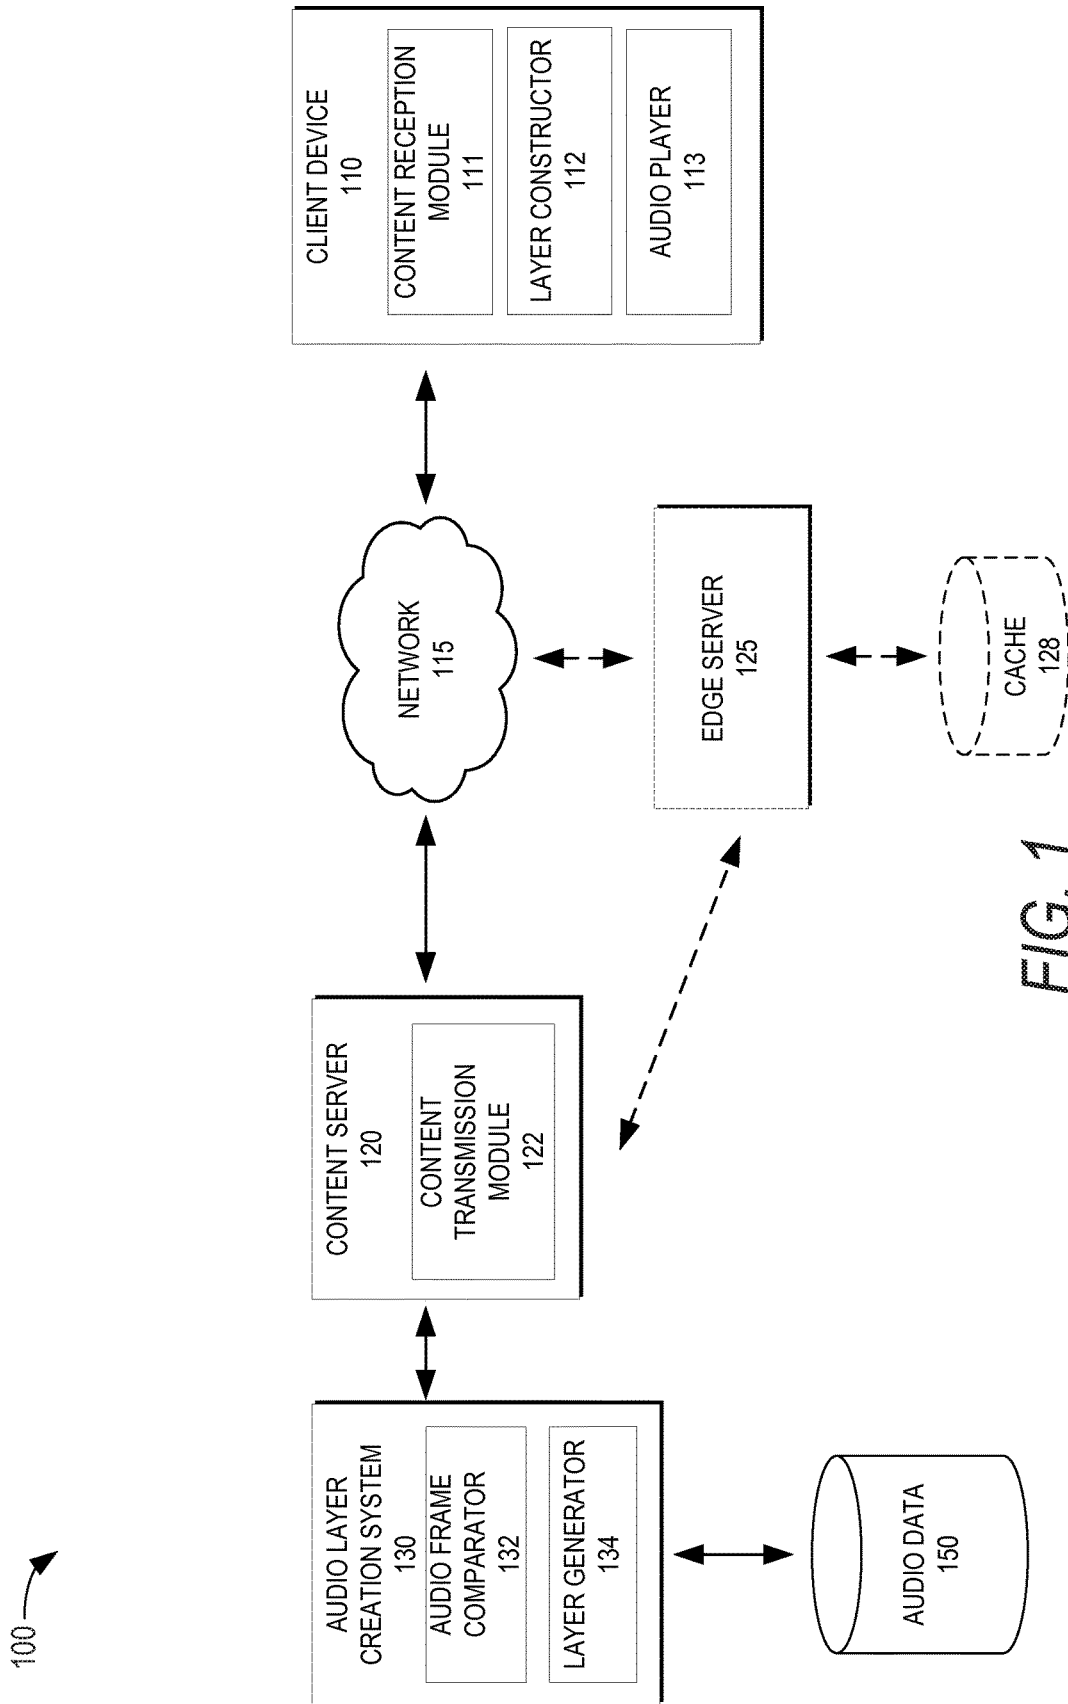 100
AUDIO LAYER
CREATION SYSTEM
130
AUDIO FRAME
COMPARATOR
132
LAYER GENERATOR
134
AUDIO DATA
150
CONTENT SERVER
120
CONTENT
TRANSMISSION
MODULE
122
NETWORK
115
EDGE SERVER
125
CACHE
128
CLIENT DEVICE
110
CONTENT RECEPTION
MODULE
111
LAYER CONSTRUCTOR
112
AUDIO PLAYER
113
FIG. 1